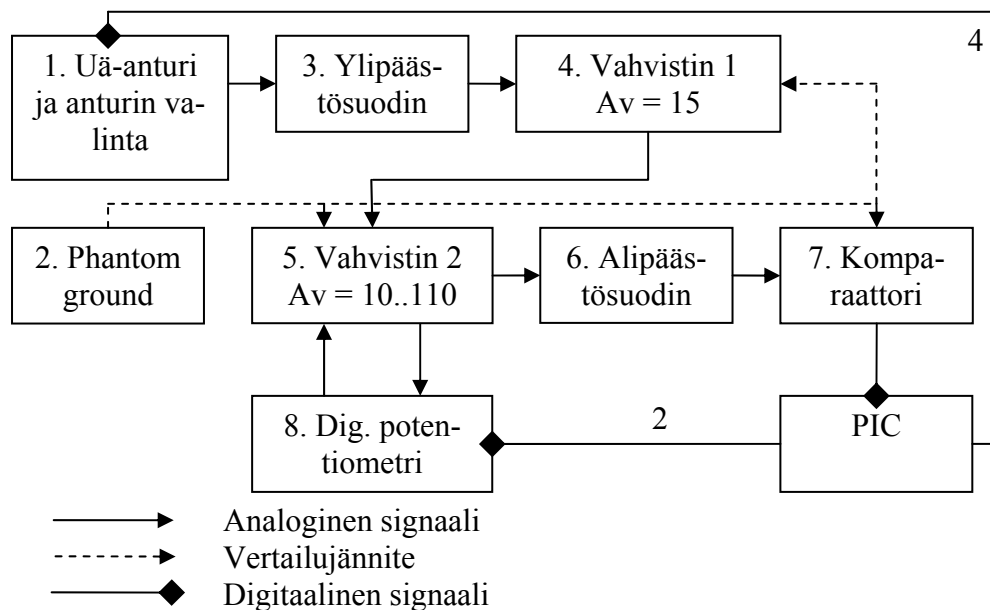 4
1. Uä-anturi
ja anturin va-
linta
3. Ylipääs-
tösuodin
4. Vahvistin 1
Av = 15
2. Phantom
ground
5. Vahvistin 2
Av = 10..110
6. Alipääs-
tösuodin
7. Kompa-
raattori
8. Dig. poten-
tiometri
2
PIC
Analoginen signaali
Vertailujännite
Digitaalinen signaali